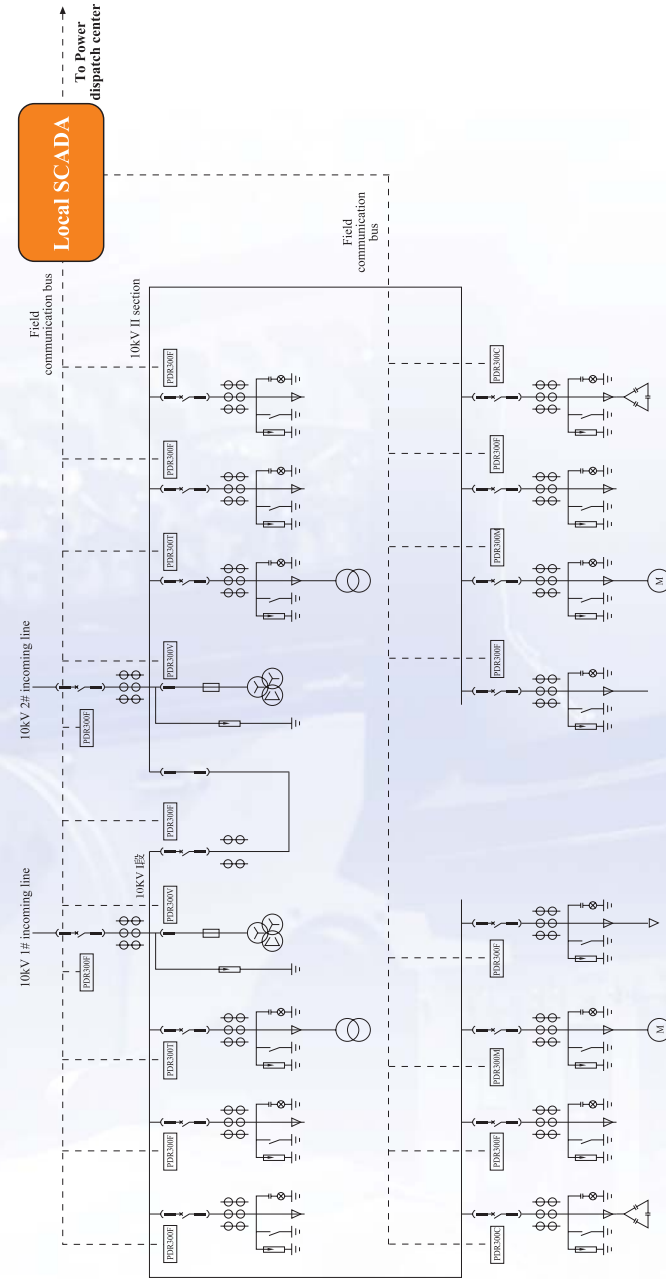 To Power
dispatch center
Local SCADA
Field
communication bus
Field
communication
bus
10kV II section
PDR300F
PDR300F
PDR300T
PDR300V
10kV 2# incoming line
PDR300F
PDR300F
10KV I段
10kV 1# incoming line
PDR300V
PDR300F
PDR300T
PDR300F
PDR300F
PDR300C
PDR300F
PDR300M
M
PDR300F
PDR300F
PDR300M
M
PDR300F
PDR300C